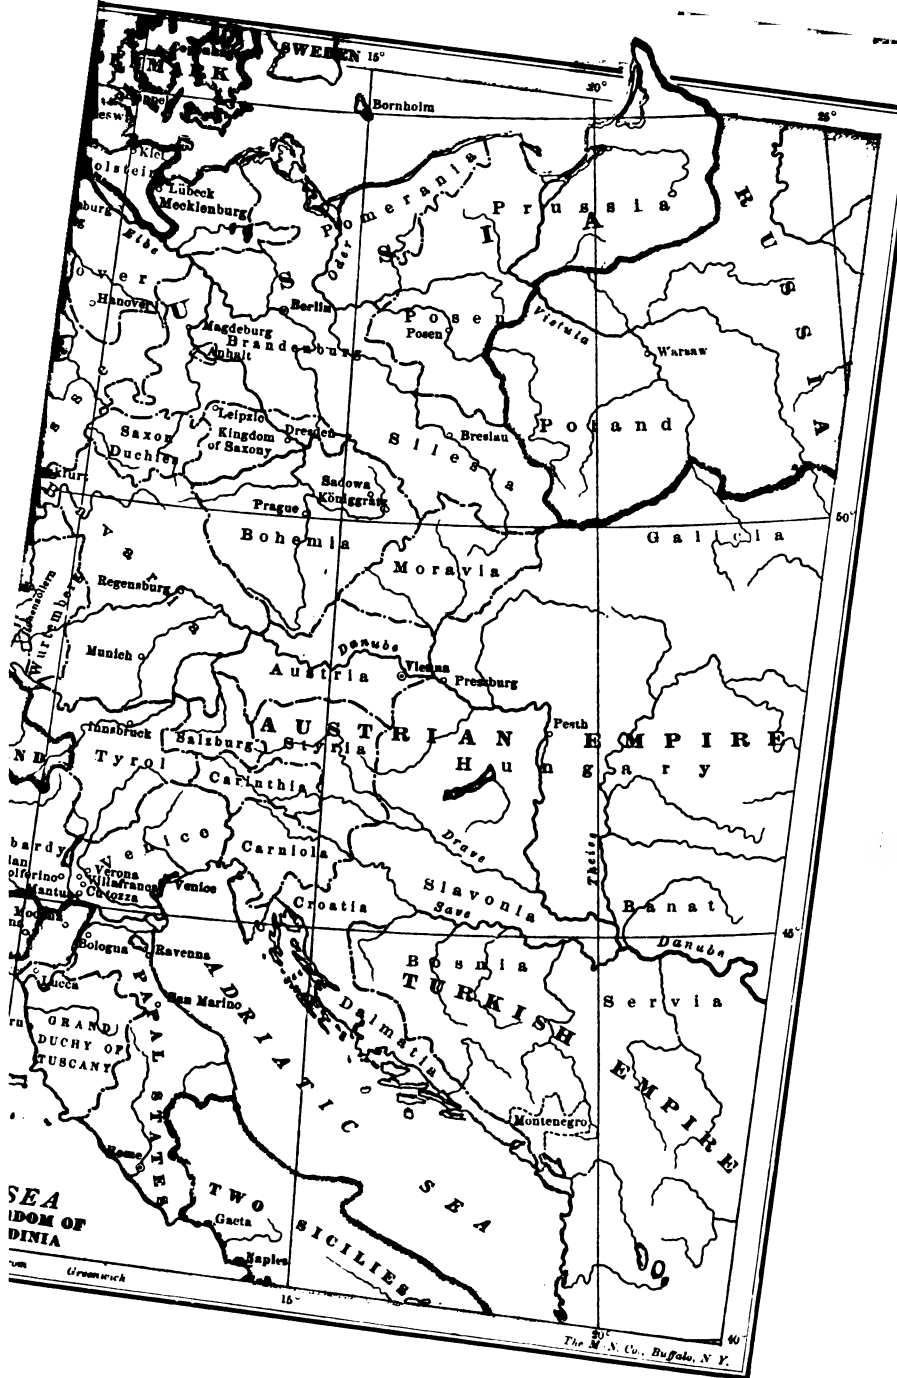 SWEDEN
15°
20°
25°
Bornholm
Kiel
Lübeck
Mecklenburg
Elbe
Pomerania
Oder
Prussia
R U S S I A
S
S
I
A
U
Hanover
Berlin
Magdeburg
Brandenburg
Anhalt
Posen
Posen
Vistula
Warsaw
Poland
Leipzig
Kingdom
of Saxony
Dresden
Saxon
Duchies
Silesia
Breslau
Sadowa
Königgrätz
Prague
Bohemia
Moravia
Galicia
50°
Regensburg
Wurtemberg
Munich
Danube
Austria
Vienna
Pressburg
AUSTRIAN EMPIRE
Innsbruck
Salzburg
Styria
Pesth
Hungary
Tyrol
Carinthia
Venice
Carniola
Drave
Theiss
Verona
Villafranca
Custozza
Venice
Slavonia
Save
Croatia
Banat
45°
Danube
Bologna
Ravenna
Bosnia
Servia
TURKISH EMPIRE
Lucca
San Marino
Dalmatia
GRAND
DUCHY OF
TUSCANY
PAPAL STATES
ADRIATIC SEA
Montenegro
Rome
TWO SICILIES
Gaeta
Naples
SEA
DOM OF
DINIA
Greenwich
15°
20°
40
The M. N. Co., Buffalo, N. Y.